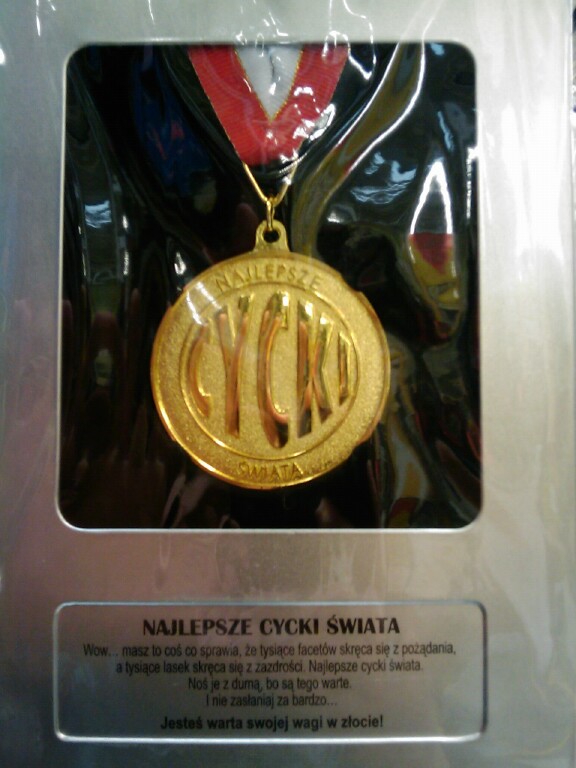 NAJLEPSZE
CYCKI
ŚWIATA
NAJLEPSZE CYCKI ŚWIATA
Wow... masz to coś co sprawia, że tysiące facetów skręca się z pożądania,
a tysiące lasek skręca się z zazdrości. Najlepsze cycki świata.
Noś je z dumą, bo są tego warte.
I nie zasłaniaj za bardzo...
Jesteś warta swojej wagi w złocie!